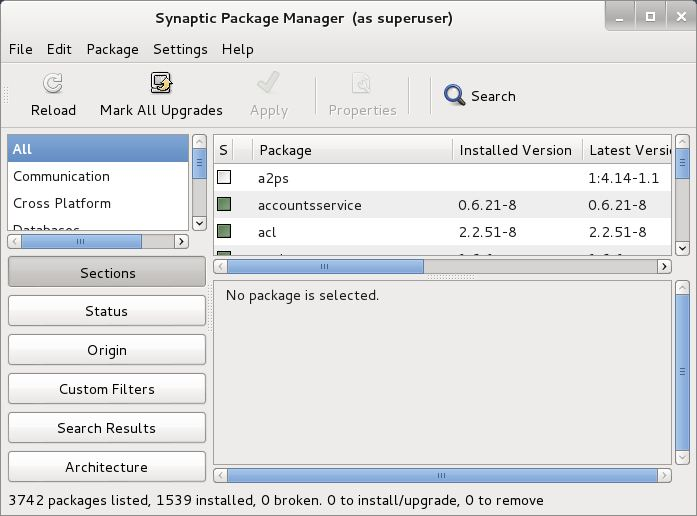 Synaptic Package Manager (as superuser)
File Edit Package Settings Help
Reload Mark All Upgrades Apply Properties Search
All
Communication
Cross Platform
Databases
Sections
Status
Origin
Custom Filters
Search Results
Architecture
S Package Installed Version Latest Versi
a2ps 1:4.14-1.1
accountsservice 0.6.21-8 0.6.21-8
acl 2.2.51-8 2.2.51-8
No package is selected.
3742 packages listed, 1539 installed, 0 broken. 0 to install/upgrade, 0 to remove